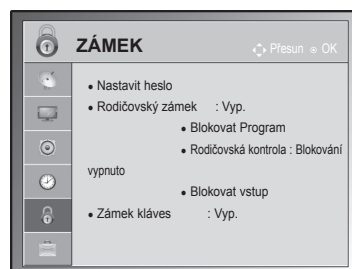 ZÁMEK
Přesun OK
• Nastavit heslo
• Rodičovský zámek : Vyp.
• Blokovat Program
• Rodičovská kontrola : Blokování
vypnuto
• Blokovat vstup
• Zámek kláves : Vyp.